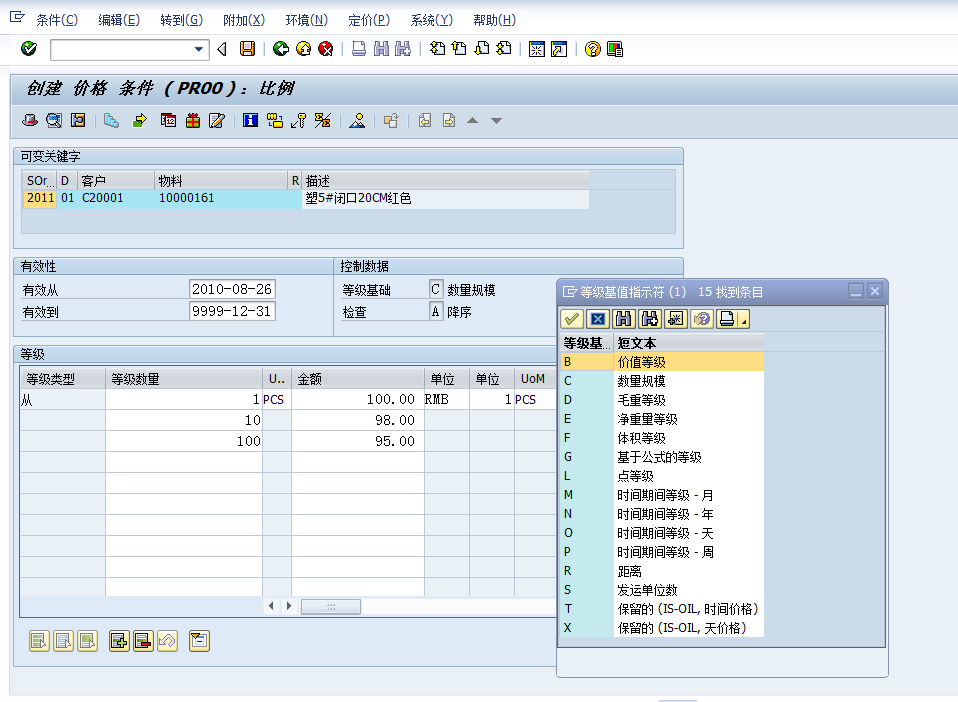 条件(C) 编辑(E) 转到(G) 附加(X) 环境(N) 定价(P) 系统(Y) 帮助(H)
创建 价格 条件 (PR00): 比例
可变关键字
SOr... D 客户 物料 R 描述
2011 01 C20001 10000161 塑5#闭口20CM红色
有效性 控制数据
有效从 2010-08-26 等级基础 C 数量规模
有效到 9999-12-31 检查 A 降序
等级
等级类型 等级数量 U.. 金额 单位 单位 UoM
从 1 PCS 100.00 RMB 1 PCS
10 98.00
100 95.00
等级基值指示符 (1) 15 找到条目
等级基... 短文本
B 价值等级
C 数量规模
D 毛重等级
E 净重量等级
F 体积等级
G 基于公式的等级
L 点等级
M 时间期间等级 - 月
N 时间期间等级 - 年
O 时间期间等级 - 天
P 时间期间等级 - 周
R 距离
S 发运单位数
T 保留的 (IS-OIL, 时间价格)
X 保留的 (IS-OIL, 天价格)